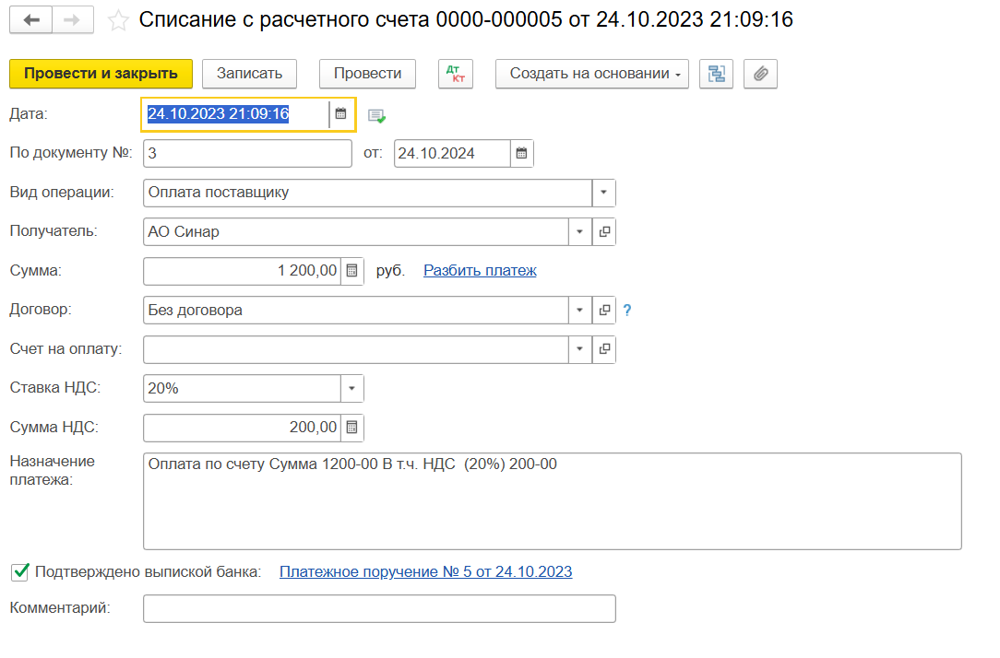 Списание с расчетного счета 0000-000005 от 24.10.2023 21:09:16
Провести и закрыть Записать Провести Дт Кт Создать на основании
Дата: 24.10.2023 21:09:16
По документу №: 3 от: 24.10.2024
Вид операции: Оплата поставщику
Получатель: АО Синар
Сумма: 1 200,00 руб. Разбить платеж
Договор: Без договора ?
Счет на оплату:
Ставка НДС: 20%
Сумма НДС: 200,00
Назначение
платежа:
Оплата по счету Сумма 1200-00 В т.ч. НДС  (20%) 200-00
Подтверждено выпиской банка: Платежное поручение № 5 от 24.10.2023
Комментарий: